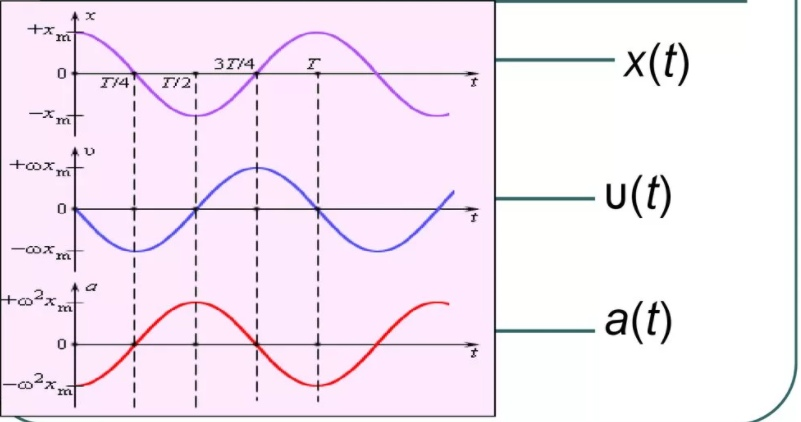 x
+xₘ
0
T/4
T/2
3T/4
T
t
−xₘ
x(t)
υ
+ωxₘ
0
t
−ωxₘ
υ(t)
a
+ω²xₘ
0
t
−ω²xₘ
a(t)